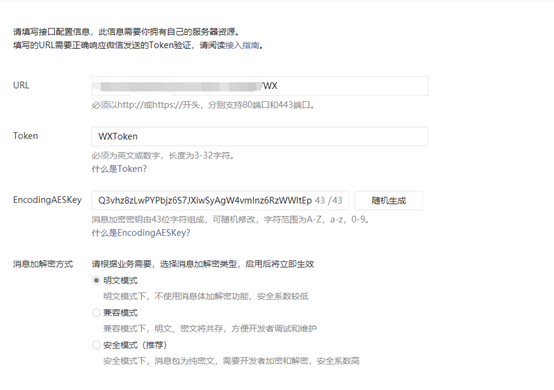 请填写接口配置信息，此信息需要你拥有自己的服务器资源。
填写的URL需要正确响应微信发送的Token验证，请阅读接入指南。
URL /WX
必须以http://或https://开头，分别支持80端口和443端口。
Token WXToken
必须为英文或数字，长度为3-32字符。
什么是Token?
EncodingAESKey Q3vhz8zLwPYPbjz6S7JXiwSyAgW4vmInz6RzWWItEp 43 /43 随机生成
消息加密密钥由43位字符组成，可随机修改，字符范围为A-Z，a-z，0-9。
什么是EncodingAESKey?
消息加解密方式 请根据业务需要，选择消息加解密类型，启用后将立即生效
明文模式
明文模式下，不使用消息体加解密功能，安全系数较低
兼容模式
兼容模式下，明文、密文将共存，方便开发者调试和维护
安全模式（推荐）
安全模式下，消息包为纯密文，需要开发者加密和解密，安全系数高